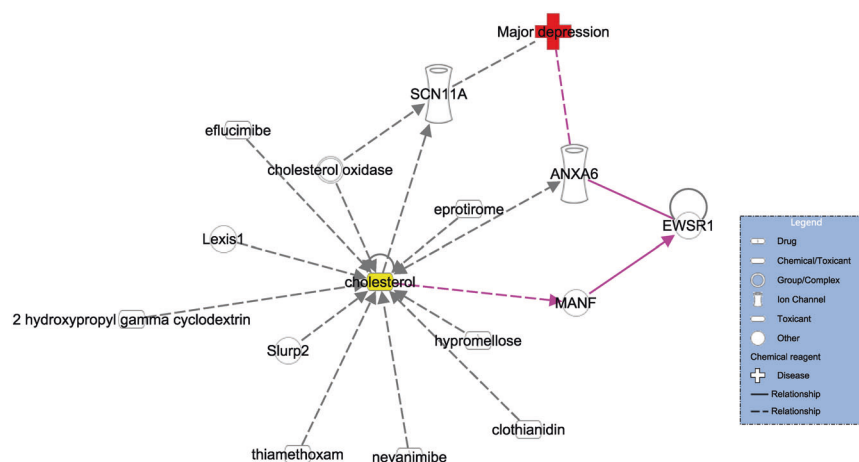 Major depression
SCN11A
eflucimibe
cholesterol oxidase
ANXA6
eprotirome
EWSR1
Lexis1
cholesterol
MANF
2 hydroxypropyl gamma cyclodextrin
hypromellose
Slurp2
clothianidin
thiamethoxam
nevanimibe
Legend
Drug
Chemical/Toxicant
Group/Complex
Ion Channel
Toxicant
Other
Chemical reagent
Disease
Relationship
Relationship